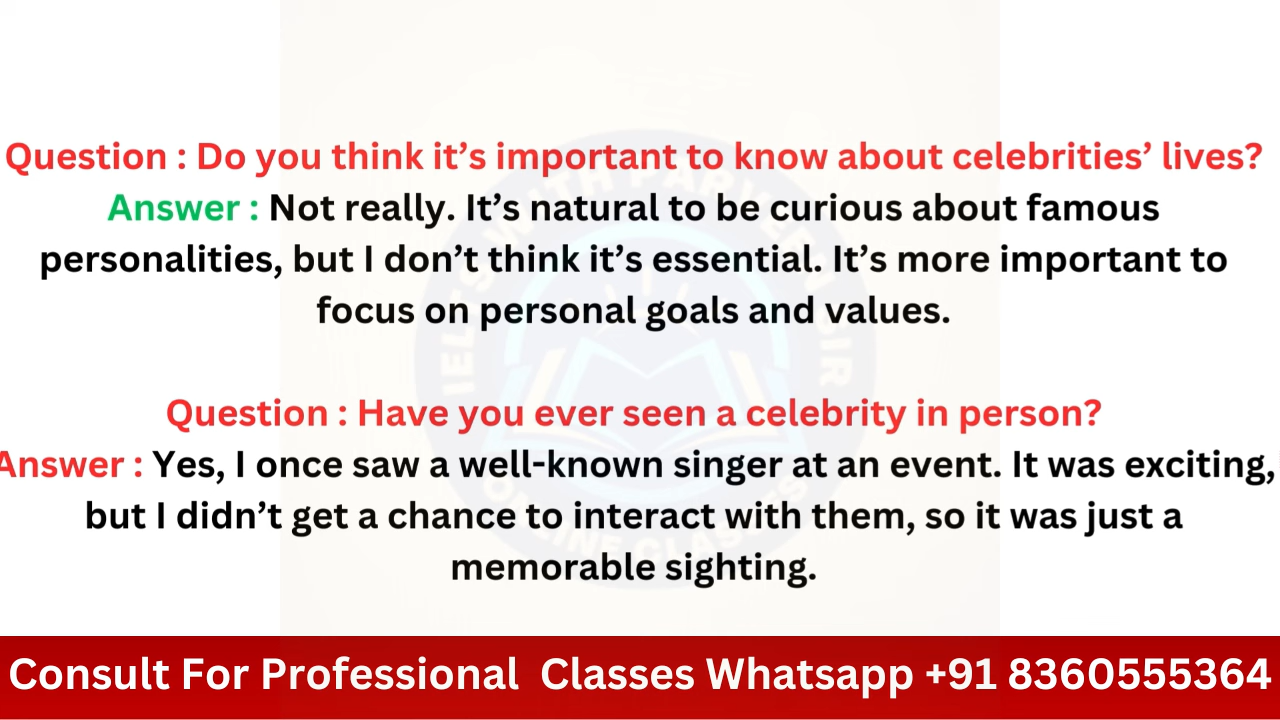 Question : Do you think it’s important to know about celebrities’ lives?
Answer : Not really. It’s natural to be curious about famous
personalities, but I don’t think it’s essential. It’s more important to
focus on personal goals and values.
Question : Have you ever seen a celebrity in person?
Answer : Yes, I once saw a well-known singer at an event. It was exciting,
but I didn’t get a chance to interact with them, so it was just a
memorable sighting.
IELTS WITH
ONLINE CLASSES
Consult For Professional Classes Whatsapp +91 8360555364